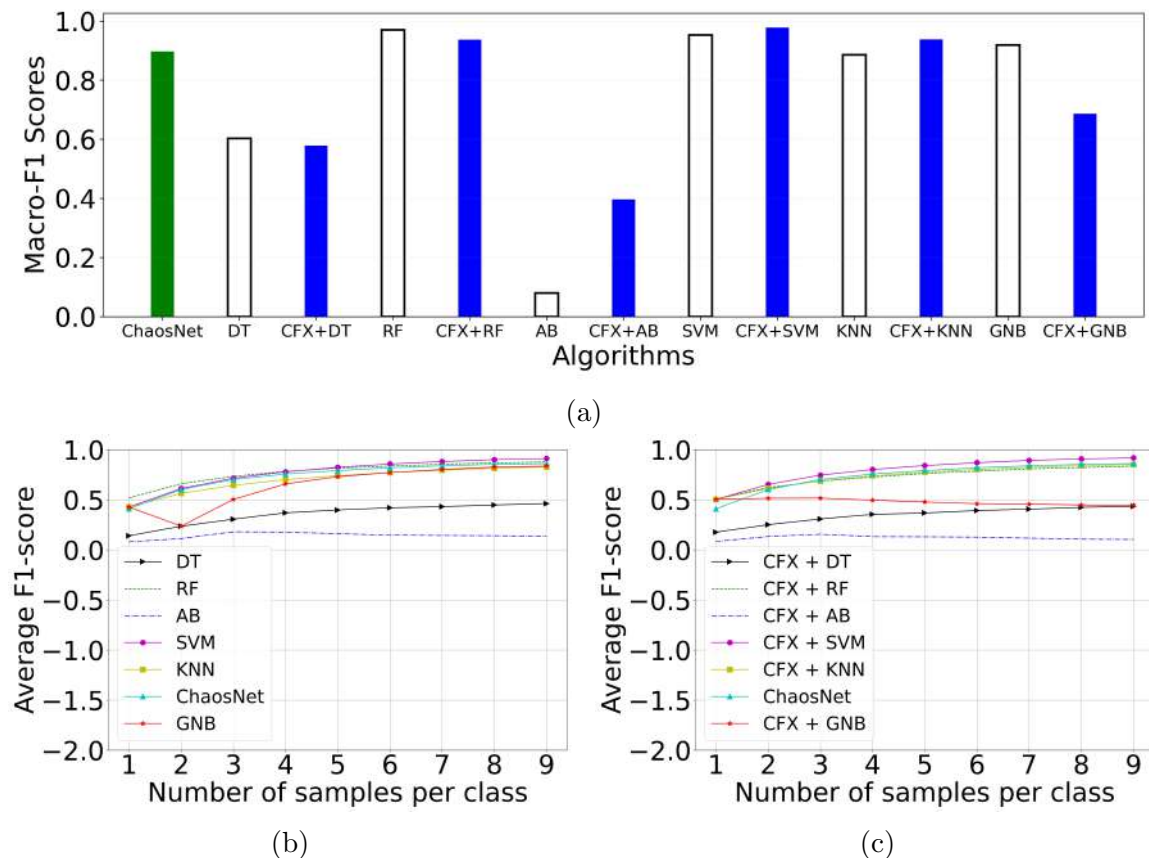 1.0
0.8
0.6
0.4
0.2
0.0
Macro-F1 Scores
ChaosNet DT CFX+DT RF CFX+RF AB CFX+AB SVM CFX+SVM KNN CFX+KNN GNB CFX+GNB
Algorithms
(a)
1.0
0.5
0.0
−0.5
−1.0
−1.5
−2.0
Average F1-score
DT
RF
AB
SVM
KNN
ChaosNet
GNB
1 2 3 4 5 6 7 8 9
Number of samples per class
(b)
1.0
0.5
0.0
−0.5
−1.0
−1.5
−2.0
Average F1-score
CFX + DT
CFX + RF
CFX + AB
CFX + SVM
CFX + KNN
ChaosNet
CFX + GNB
1 2 3 4 5 6 7 8 9
Number of samples per class
(c)